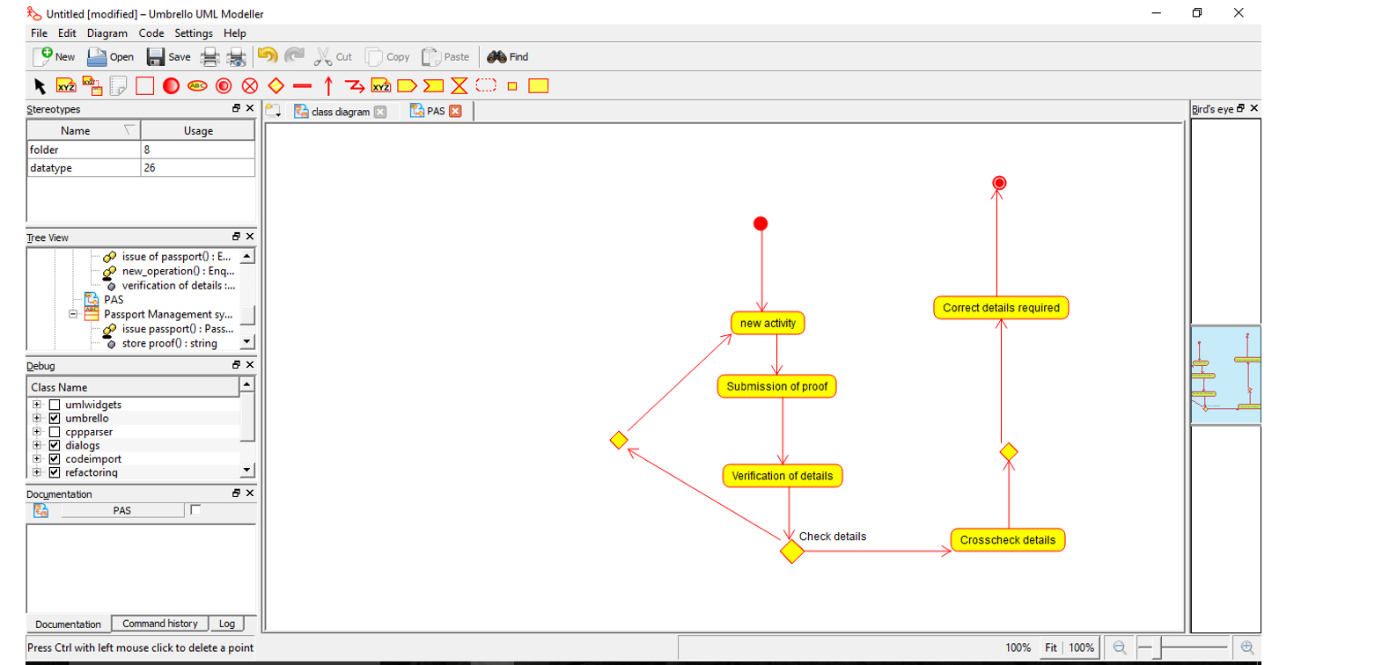 Untitled [modified] – Umbrello UML Modeller
File Edit Diagram Code Settings Help
New Open Save Cut Copy Paste Find
Stereotypes
Name Usage
folder 8
datatype 26
Tree View
issue of passport() : E...
new_operation() : Enq...
verification of details :...
PAS
Passport Management sy...
issue passport() : Pass...
store proof() : string
Debug
Class Name
umlwidgets
umbrello
cppparser
dialogs
codeimport
refactoring
Documentation
PAS
Documentation Command history Log
Press Ctrl with left mouse click to delete a point
class diagram PAS
new activity
Submission of proof
Verification of details
Check details
Crosscheck details
Correct details required
Bird's eye
100% Fit 100%